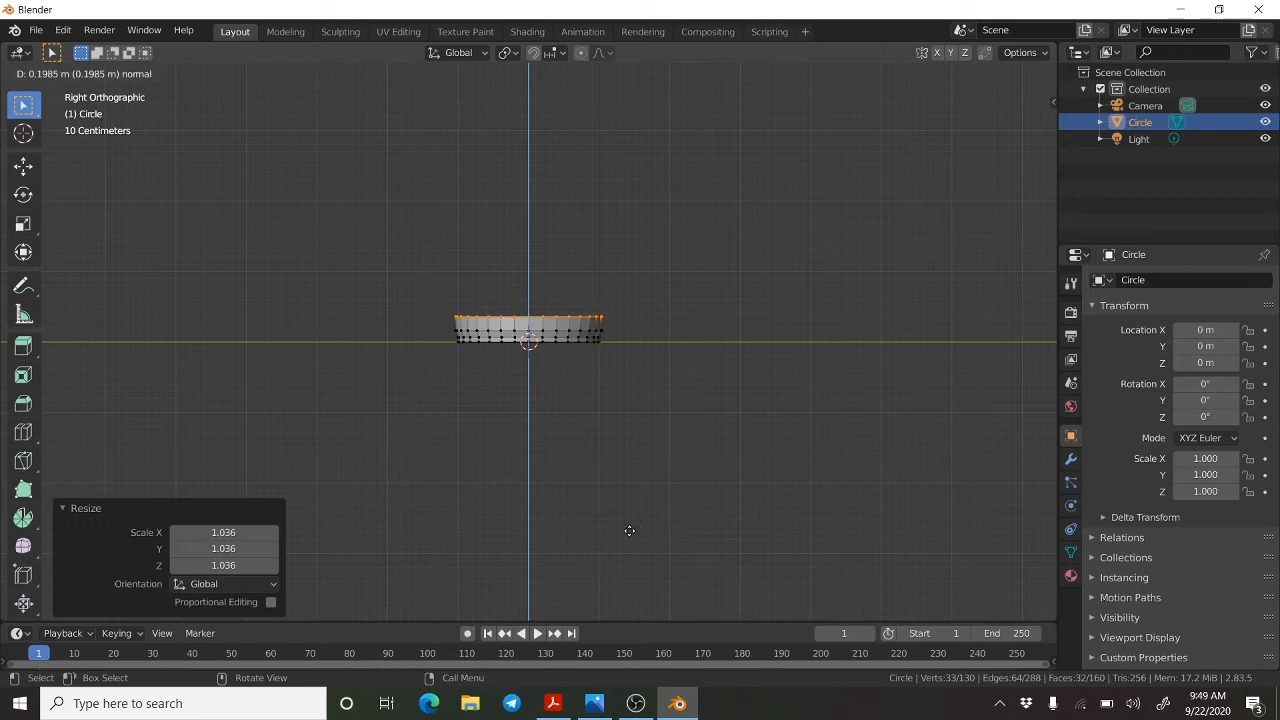 Blender
File Edit Render Window Help Layout Modeling Sculpting UV Editing Texture Paint Shading Animation Rendering Compositing Scripting + Scene View Layer
Global X Y Z Options
D: 0.1985 m (0.1985 m) normal
Right Orthographic
(1) Circle
10 Centimeters
Scene Collection
Collection
Camera
Circle
Light
Circle
Circle
Transform
Location X 0 m
Y 0 m
Z 0 m
Rotation X 0°
Y 0°
Z 0°
Mode XYZ Euler
Scale X 1.000
Y 1.000
Z 1.000
Delta Transform
Relations
Collections
Instancing
Motion Paths
Visibility
Viewport Display
Custom Properties
Resize
Scale X 1.036
Y 1.036
Z 1.036
Orientation Global
Proportional Editing
Playback Keying View Marker 1 Start 1 End 250
1 10 20 30 40 50 60 70 80 90 100 110 120 130 140 150 160 170 180 190 200 210 220 230 240 250
Select Box Select Rotate View Call Menu Circle | Verts:33/130 | Edges:64/288 | Faces:32/160 | Tris:256 | Mem: 17.2 MiB | 2.83.5
Type here to search
9:49 AM
9/22/2020
3